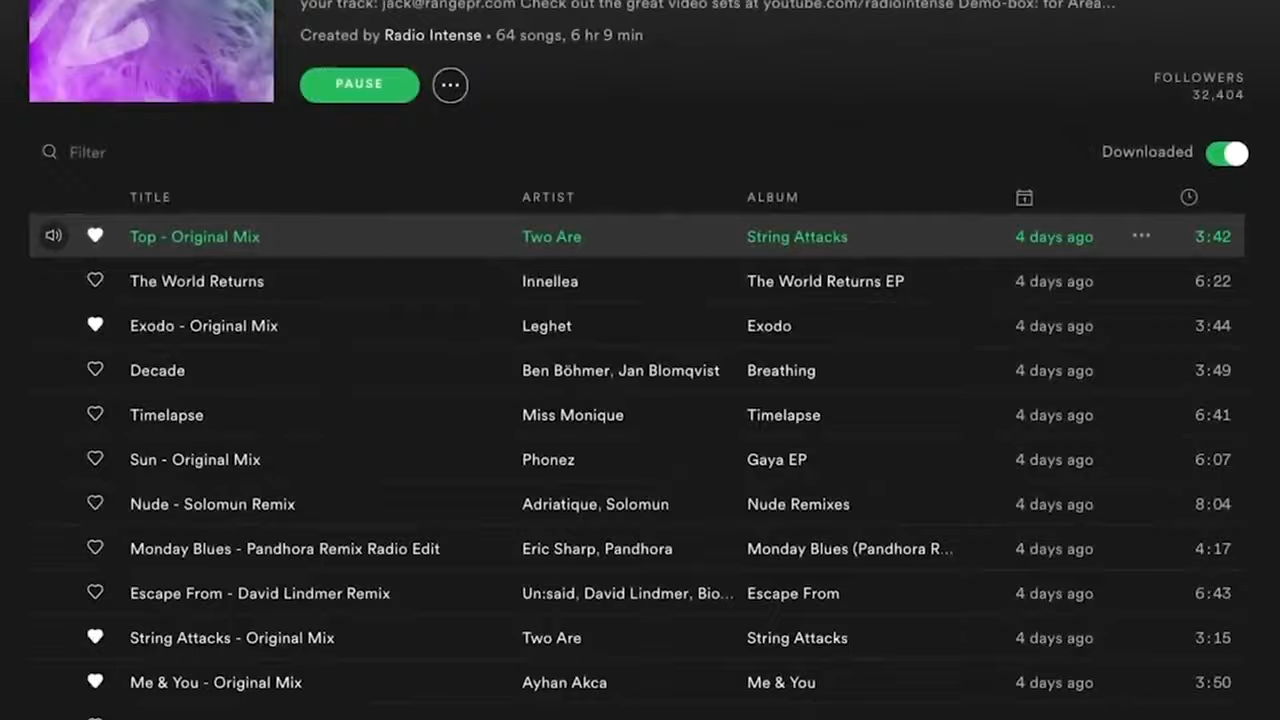 your track: jack@rangepr.com Check out the great video sets at youtube.com/radiointense Demo-box: for Area...
Created by Radio Intense • 64 songs, 6 hr 9 min
PAUSE
FOLLOWERS
32,404
Filter
Downloaded
TITLE ARTIST ALBUM
Top - Original Mix Two Are String Attacks 4 days ago 3:42
The World Returns Innellea The World Returns EP 4 days ago 6:22
Exodo - Original Mix Leghet Exodo 4 days ago 3:44
Decade Ben Böhmer, Jan Blomqvist Breathing 4 days ago 3:49
Timelapse Miss Monique Timelapse 4 days ago 6:41
Sun - Original Mix Phonez Gaya EP 4 days ago 6:07
Nude - Solomun Remix Adriatique, Solomun Nude Remixes 4 days ago 8:04
Monday Blues - Pandhora Remix Radio Edit Eric Sharp, Pandhora Monday Blues (Pandhora R... 4 days ago 4:17
Escape From - David Lindmer Remix Un:said, David Lindmer, Bio... Escape From 4 days ago 6:43
String Attacks - Original Mix Two Are String Attacks 4 days ago 3:15
Me & You - Original Mix Ayhan Akca Me & You 4 days ago 3:50